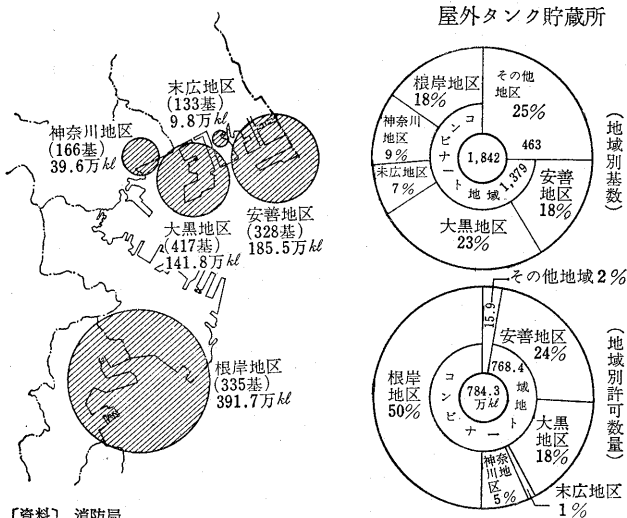 屋外タンク貯蔵所
末広地区
(133基)
9.8万kl
神奈川地区
(166基)
39.6万kl
大黒地区
(417基)
141.8万kl
安善地区
(328基)
185.5万kl
根岸地区
(335基)
391.7万kl
〔資料〕 消防局
(地域別基数)
その他
地区
25%
463
安善
地区
18%
大黒地区
23%
末広地区
7%
神奈川
地区
9%
根岸地区
18%
コンビナート地域
1,379
1,842
(地域別許可数量)
その他地域2%
15.9
安善地区
24%
大黒
地区
18%
末広地区
1%
神奈川地区
5%
根岸
地区
50%
コンビナート地域
768.4
784.3
万kl